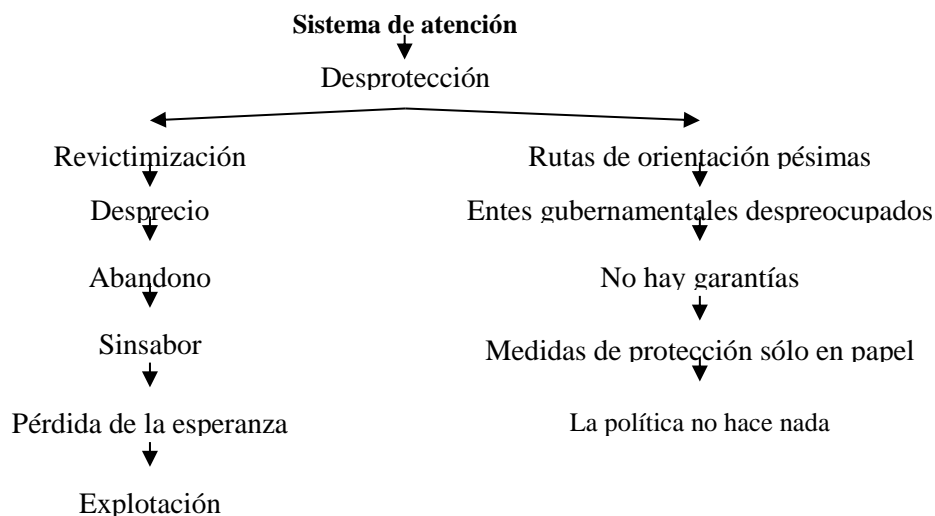 Sistema de atención
Desprotección
Revictimización
Desprecio
Abandono
Sinsabor
Pérdida de la esperanza
Explotación
Rutas de orientación pésimas
Entes gubernamentales despreocupados
No hay garantías
Medidas de protección sólo en papel
La política no hace nada